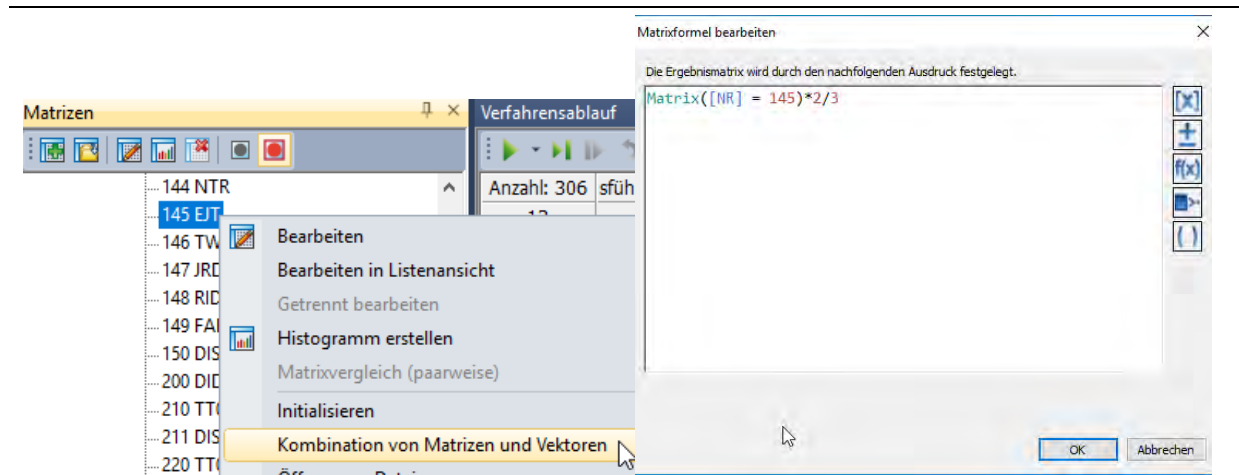 Matrizen
144 NTR
145 EJT
146 TW
147 JRD
148 RID
149 FAI
150 DIS
200 DID
210 TT
211 DIS
220 TT
Verfahrensablauf
Anzahl: 306 sfüh
Bearbeiten
Bearbeiten in Listenansicht
Getrennt bearbeiten
Histogramm erstellen
Matrixvergleich (paarweise)
Initialisieren
Kombination von Matrizen und Vektoren
Matrixformel bearbeiten
Die Ergebnismatrix wird durch den nachfolgenden Ausdruck festgelegt.
Matrix([NR] = 145)*2/3
[x]
±
f(x)
( )
OK Abbrechen